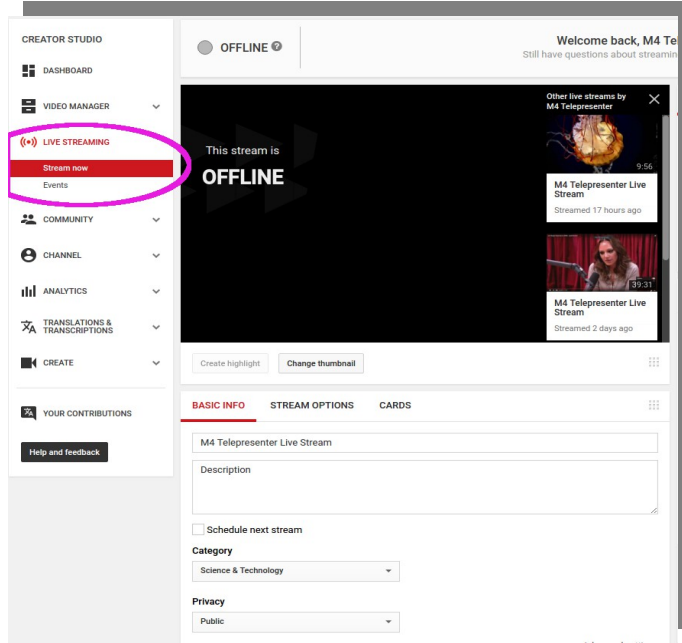 CREATOR STUDIO
DASHBOARD
VIDEO MANAGER
LIVE STREAMING
Stream now
Events
COMMUNITY
CHANNEL
ANALYTICS
TRANSLATIONS &
TRANSCRIPTIONS
CREATE
YOUR CONTRIBUTIONS
Help and feedback
OFFLINE ?
Welcome back, M4 Te
Still have questions about streamin
This stream is
OFFLINE
Other live streams by
M4 Telepresenter
9:56
M4 Telepresenter Live
Stream
Streamed 17 hours ago
39:31
M4 Telepresenter Live
Stream
Streamed 2 days ago
Create highlight
Change thumbnail
BASIC INFO STREAM OPTIONS CARDS
M4 Telepresenter Live Stream
Description
Schedule next stream
Category
Science & Technology
Privacy
Public